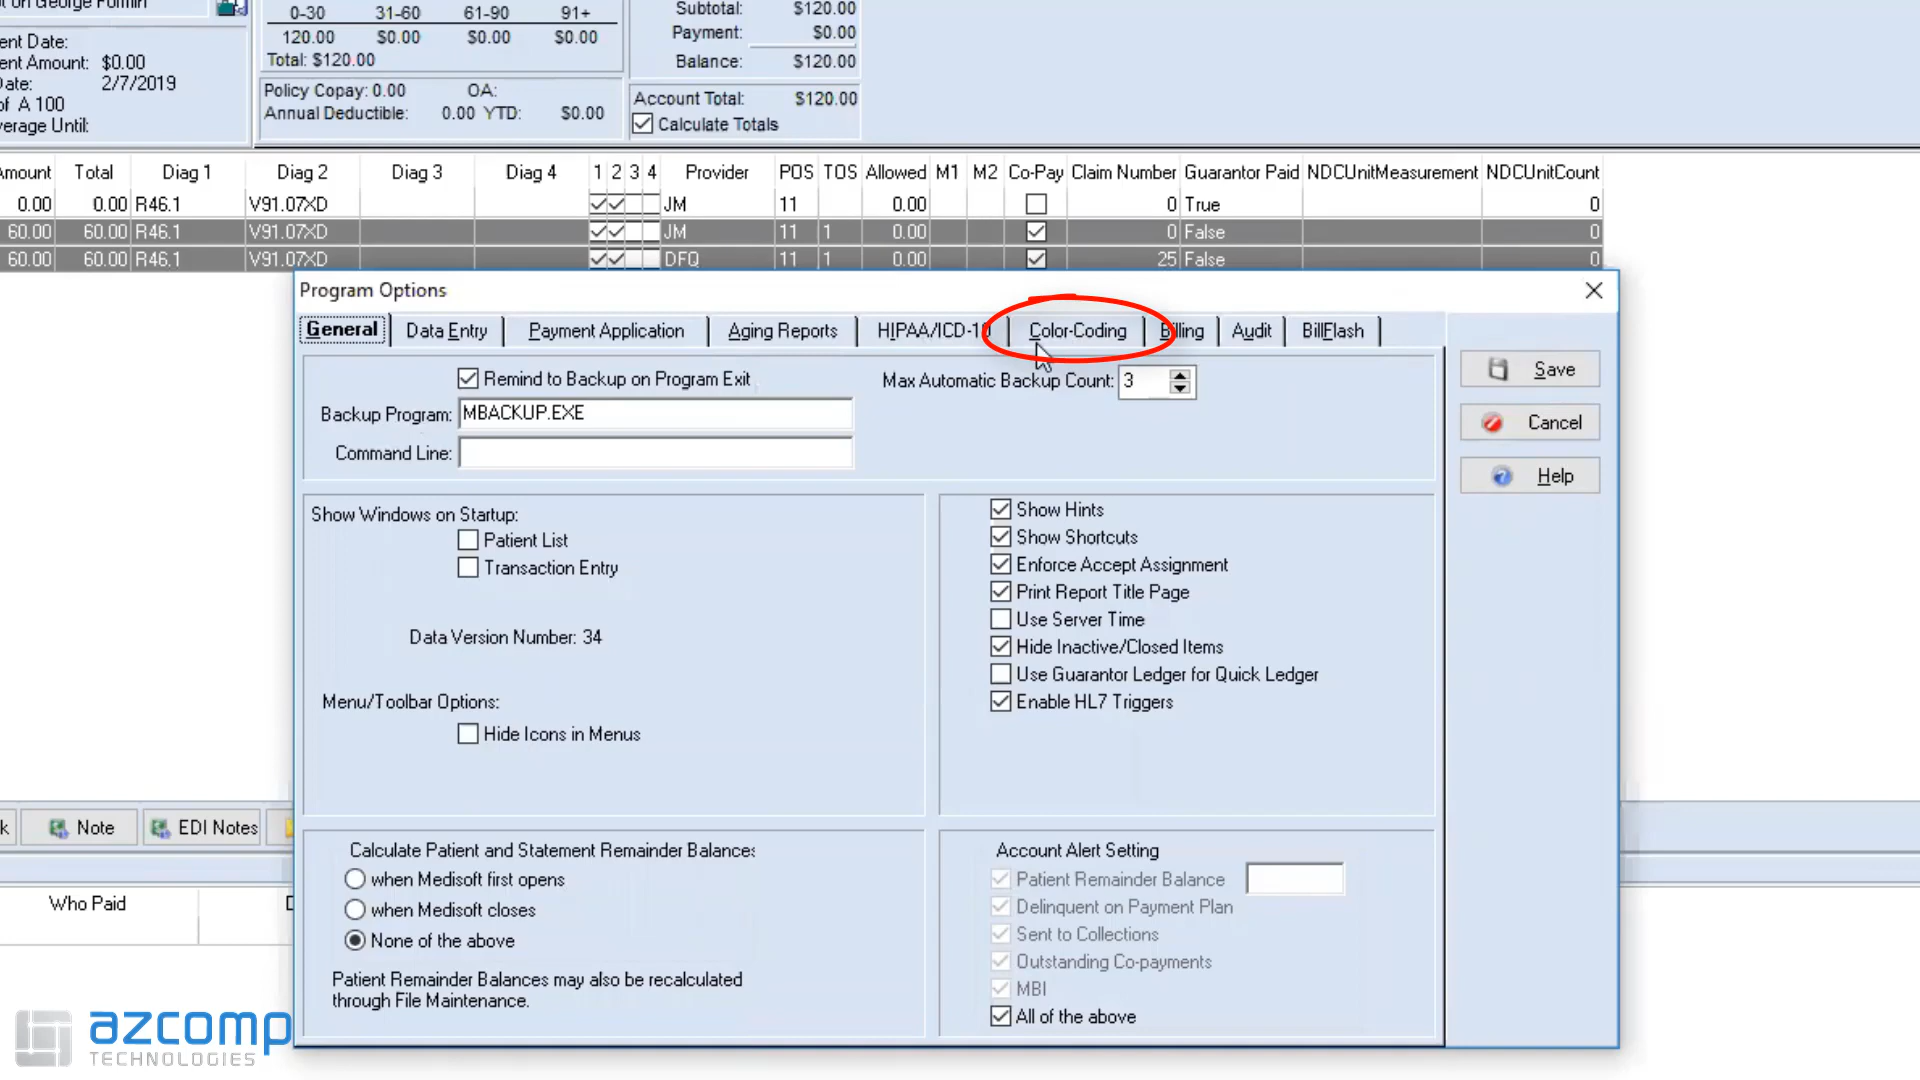 on George Formin
0-30 31-60 61-90 91+
120.00 $0.00 $0.00 $0.00
Total: $120.00
Subtotal: $120.00
Payment: $0.00
Balance: $120.00
ent Date:
ent Amount: $0.00
Date: 2/7/2019
of A 100
verage Until:
Policy Copay: 0.00 OA:
Annual Deductible: 0.00 YTD: $0.00
Account Total: $120.00
Calculate Totals
Amount Total Diag 1 Diag 2 Diag 3 Diag 4 1 2 3 4 Provider POS TOS Allowed M1 M2 Co-Pay Claim Number Guarantor Paid NDCUnitMeasurement NDCUnitCount
0.00 0.00 R46.1 V91.07XD JM 11 0.00 0 True 0
60.00 60.00 R46.1 V91.07XD JM 11 1 0.00 0 False 0
60.00 60.00 R46.1 V91.07XD DFQ 11 1 0.00 25 False 0
Program Options
General Data Entry Payment Application Aging Reports HIPAA/ICD-10 Color-Coding Billing Audit BillFlash
Remind to Backup on Program Exit
Max Automatic Backup Count: 3
Backup Program: MBACKUP.EXE
Command Line:
Save
Cancel
Help
Show Windows on Startup:
Patient List
Transaction Entry
Data Version Number: 34
Menu/Toolbar Options:
Hide Icons in Menus
Show Hints
Show Shortcuts
Enforce Accept Assignment
Print Report Title Page
Use Server Time
Hide Inactive/Closed Items
Use Guarantor Ledger for Quick Ledger
Enable HL7 Triggers
k Note EDI Notes
Calculate Patient and Statement Remainder Balances
when Medisoft first opens
when Medisoft closes
None of the above
Patient Remainder Balances may also be recalculated
through File Maintenance.
Account Alert Setting
Patient Remainder Balance
Delinquent on Payment Plan
Sent to Collections
Outstanding Co-payments
MBI
All of the above
Who Paid
azcomp
TECHNOLOGIES